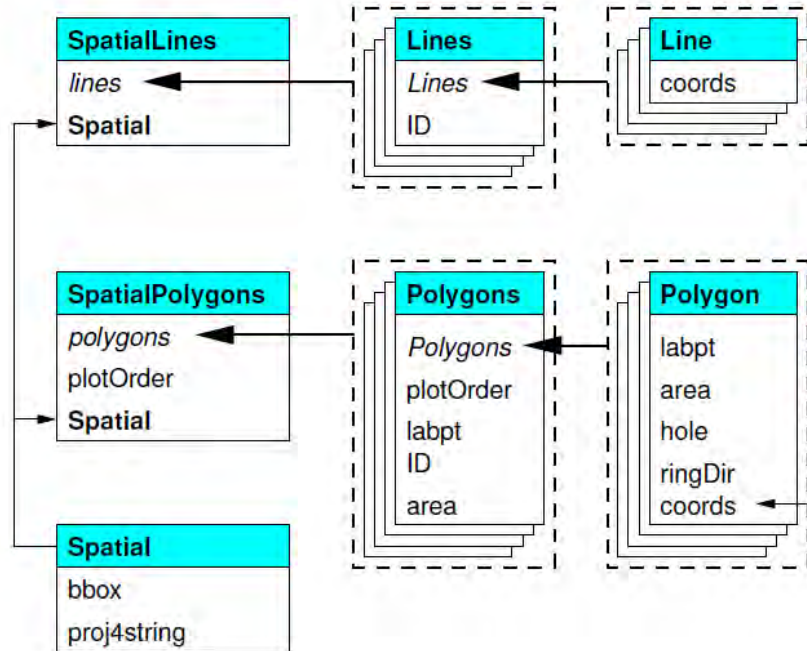 SpatialLines
lines
Spatial
Lines
Lines
ID
Line
coords
SpatialPolygons
polygons
plotOrder
Spatial
Polygons
Polygons
plotOrder
labpt
ID
area
Polygon
labpt
area
hole
ringDir
coords
Spatial
bbox
proj4string